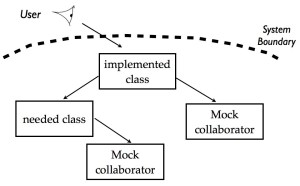 User
System
Boundary
implemented
class
needed class
Mock
collaborator
Mock
collaborator